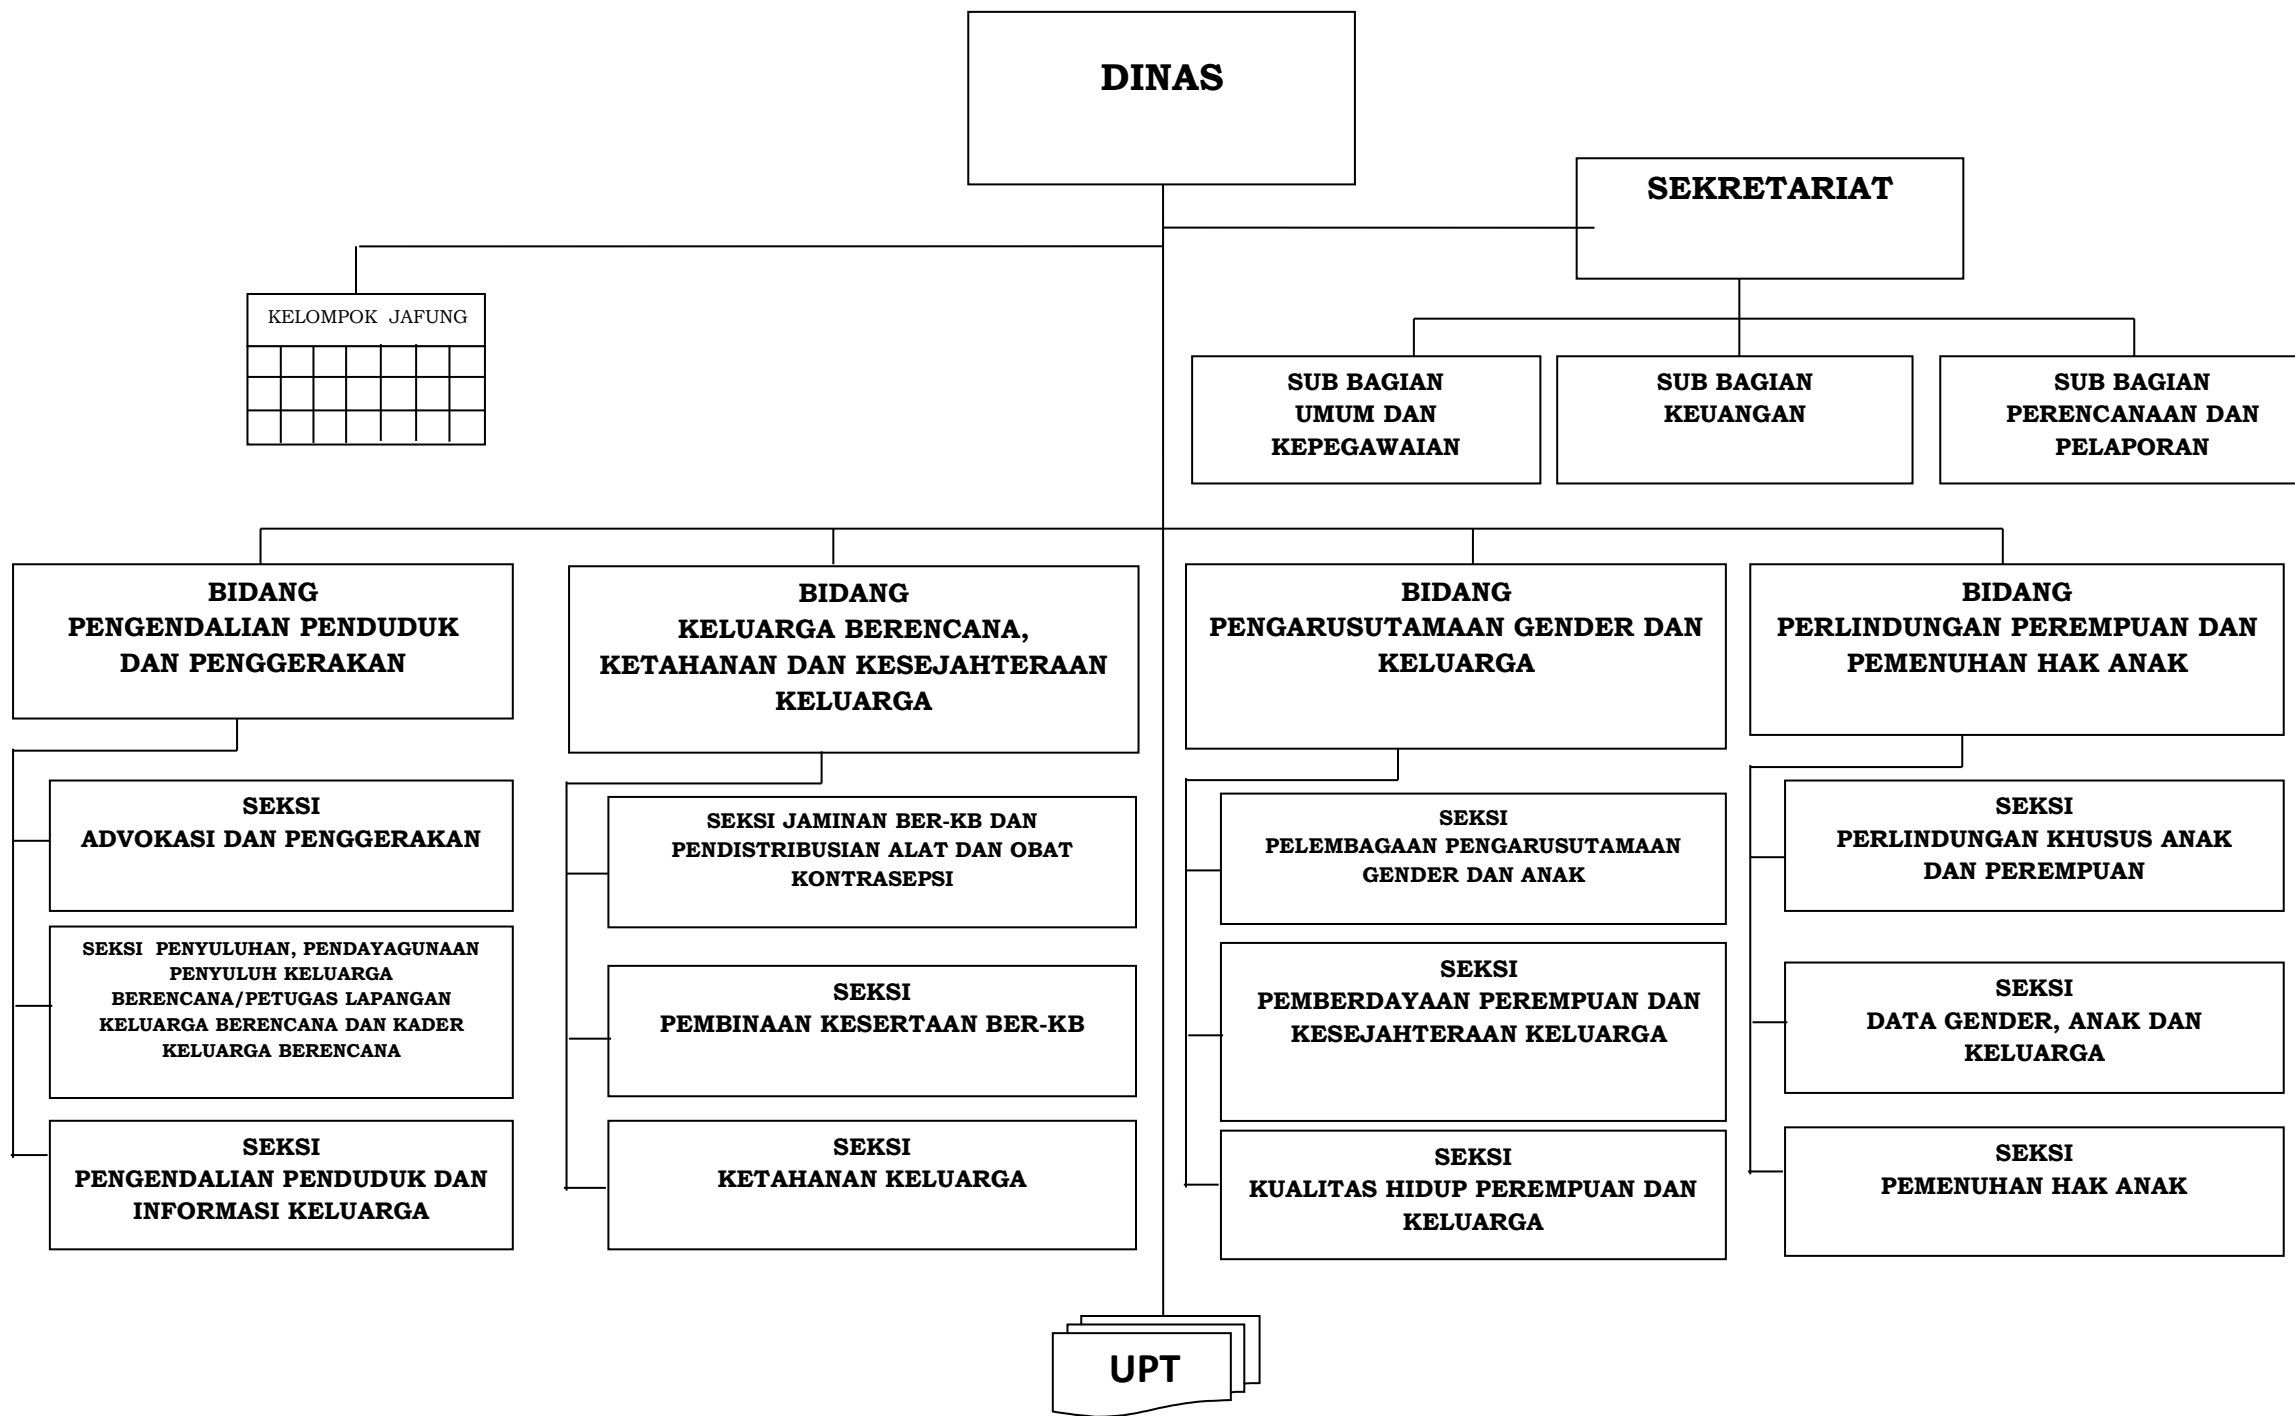 DINAS
SEKRETARIAT
KELOMPOK JAFUNG
SUB BAGIAN
UMUM DAN
KEPEGAWAIAN
SUB BAGIAN
KEUANGAN
SUB BAGIAN
PERENCANAAN DAN
PELAPORAN
BIDANG
PENGENDALIAN PENDUDUK
DAN PENGGERAKAN
BIDANG
KELUARGA BERENCANA,
KETAHANAN DAN KESEJAHTERAAN
KELUARGA
BIDANG
PENGARUSUTAMAAN GENDER DAN
KELUARGA
BIDANG
PERLINDUNGAN PEREMPUAN DAN
PEMENUHAN HAK ANAK
SEKSI
ADVOKASI DAN PENGGERAKAN
SEKSI PENYULUHAN, PENDAYAGUNAAN
PENYULUH KELUARGA
BERENCANA/PETUGAS LAPANGAN
KELUARGA BERENCANA DAN KADER
KELUARGA BERENCANA
SEKSI
PENGENDALIAN PENDUDUK DAN
INFORMASI KELUARGA
SEKSI JAMINAN BER-KB DAN
PENDISTRIBUSIAN ALAT DAN OBAT
KONTRASEPSI
SEKSI
PEMBINAAN KESERTAAN BER-KB
SEKSI
KETAHANAN KELUARGA
SEKSI
PELEMBAGAAN PENGARUSUTAMAAN
GENDER DAN ANAK
SEKSI
PEMBERDAYAAN PEREMPUAN DAN
KESEJAHTERAAN KELUARGA
SEKSI
KUALITAS HIDUP PEREMPUAN DAN
KELUARGA
SEKSI
PERLINDUNGAN KHUSUS ANAK
DAN PEREMPUAN
SEKSI
DATA GENDER, ANAK DAN
KELUARGA
SEKSI
PEMENUHAN HAK ANAK
UPT